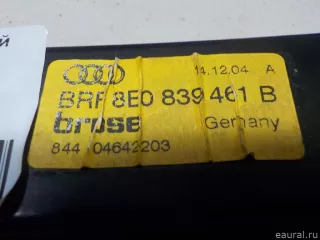 й
14.12.04 A
BRF 8E0 839 461 B
brose Germany
844 04642203
eaural.ru